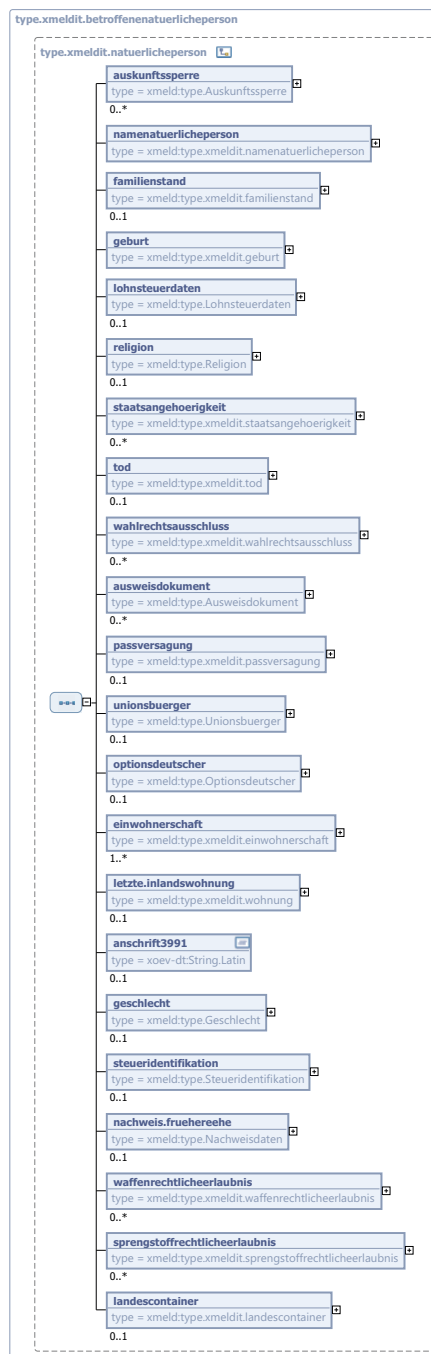 type.xmeldit.betroffenenatuerlicheperson
type.xmeldit.natuerlicheperson
auskunftssperre
type = xmeld:type.Auskunftssperre
0..*
namenatuerlicheperson
type = xmeld:type.xmeldit.namenatuerlicheperson
familienstand
type = xmeld:type.xmeldit.familienstand
0..1
geburt
type = xmeld:type.xmeldit.geburt
lohnsteuerdaten
type = xmeld:type.Lohnsteuerdaten
0..1
religion
type = xmeld:type.Religion
0..1
staatsangehoerigkeit
type = xmeld:type.xmeldit.staatsangehoerigkeit
0..*
tod
type = xmeld:type.xmeldit.tod
0..1
wahlrechtsausschluss
type = xmeld:type.xmeldit.wahlrechtsausschluss
0..*
ausweisdokument
type = xmeld:type.Ausweisdokument
0..*
passversagung
type = xmeld:type.xmeldit.passversagung
0..1
unionsbuerger
type = xmeld:type.Unionsbuerger
0..1
optionsdeutscher
type = xmeld:type.Optionsdeutscher
0..1
einwohnerschaft
type = xmeld:type.xmeldit.einwohnerschaft
1..*
letzte.inlandswohnung
type = xmeld:type.xmeldit.wohnung
0..1
anschrift3991
type = xoev-dt:String.Latin
0..1
geschlecht
type = xmeld:type.Geschlecht
0..1
steueridentifikation
type = xmeld:type.Steueridentifikation
0..1
nachweis.fruehereehe
type = xmeld:type.Nachweisdaten
0..1
waffenrechtlicheerlaubnis
type = xmeld:type.xmeldit.waffenrechtlicheerlaubnis
0..*
sprengstoffrechtlicheerlaubnis
type = xmeld:type.xmeldit.sprengstoffrechtlicheerlaubnis
0..*
landescontainer
type = xmeld:type.xmeldit.landescontainer
0..1